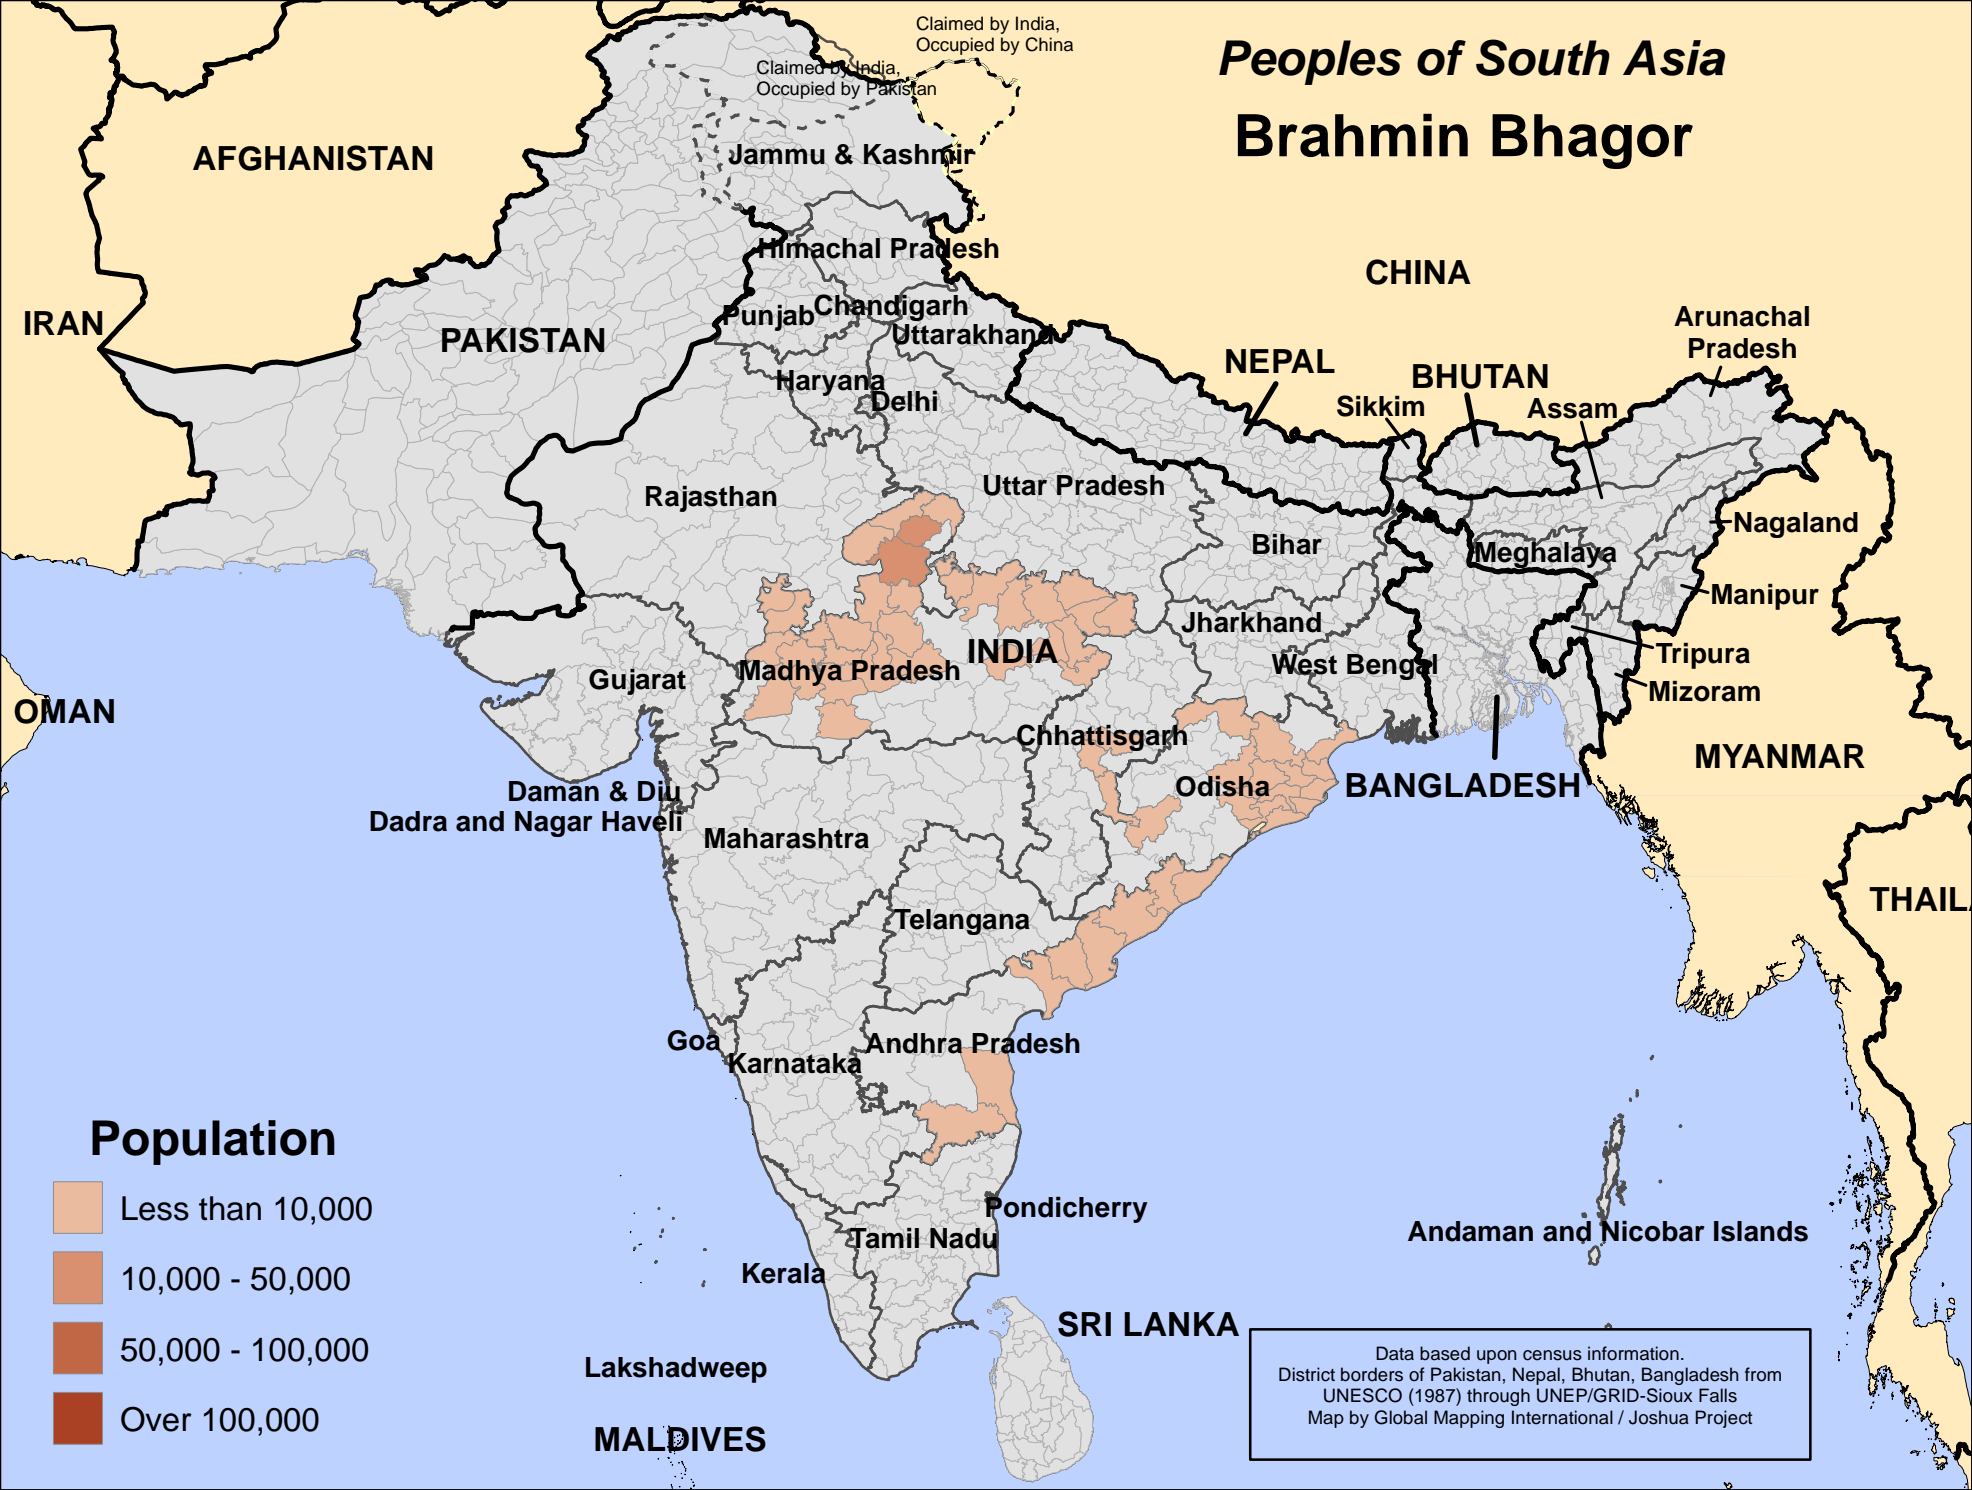 Peoples of South Asia
Brahmin Bhagor
Claimed by India,
Occupied by China
Claimed by India,
Occupied by Pakistan
AFGHANISTAN
Jammu & Kashmir
Himachal Pradesh
CHINA
IRAN
PAKISTAN
Punjab
Chandigarh
Uttarakhand
Arunachal
Pradesh
NEPAL
BHUTAN
Haryana
Delhi
Sikkim
Assam
Rajasthan
Uttar Pradesh
Nagaland
Bihar
Meghalaya
Manipur
Jharkhand
INDIA
Tripura
West Bengal
Madhya Pradesh
Gujarat
Mizoram
OMAN
Chhattisgarh
MYANMAR
Odisha
BANGLADESH
Daman & Diu
Dadra and Nagar Haveli
Maharashtra
THAIL
Telangana
Goa
Andhra Pradesh
Karnataka
Pondicherry
Andaman and Nicobar Islands
Tamil Nadu
Kerala
SRI LANKA
Lakshadweep
MALDIVES
Population
Less than 10,000
10,000 - 50,000
50,000 - 100,000
Over 100,000
Data based upon census information.
District borders of Pakistan, Nepal, Bhutan, Bangladesh from
UNESCO (1987) through UNEP/GRID-Sioux Falls
Map by Global Mapping International / Joshua Project